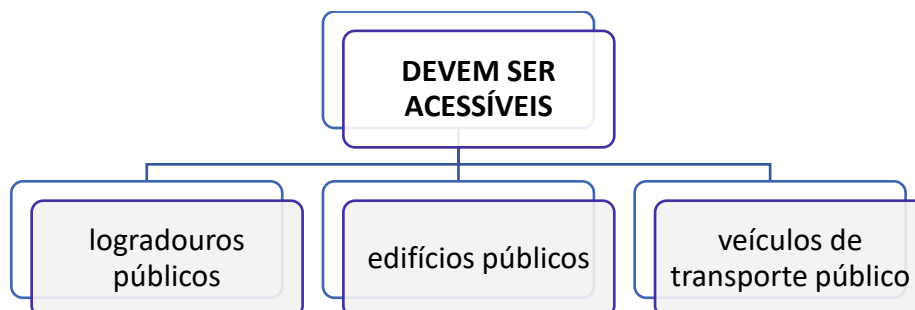 DEVEM SER
ACESSÍVEIS
logradouros
públicos
edifícios públicos
veículos de
transporte público